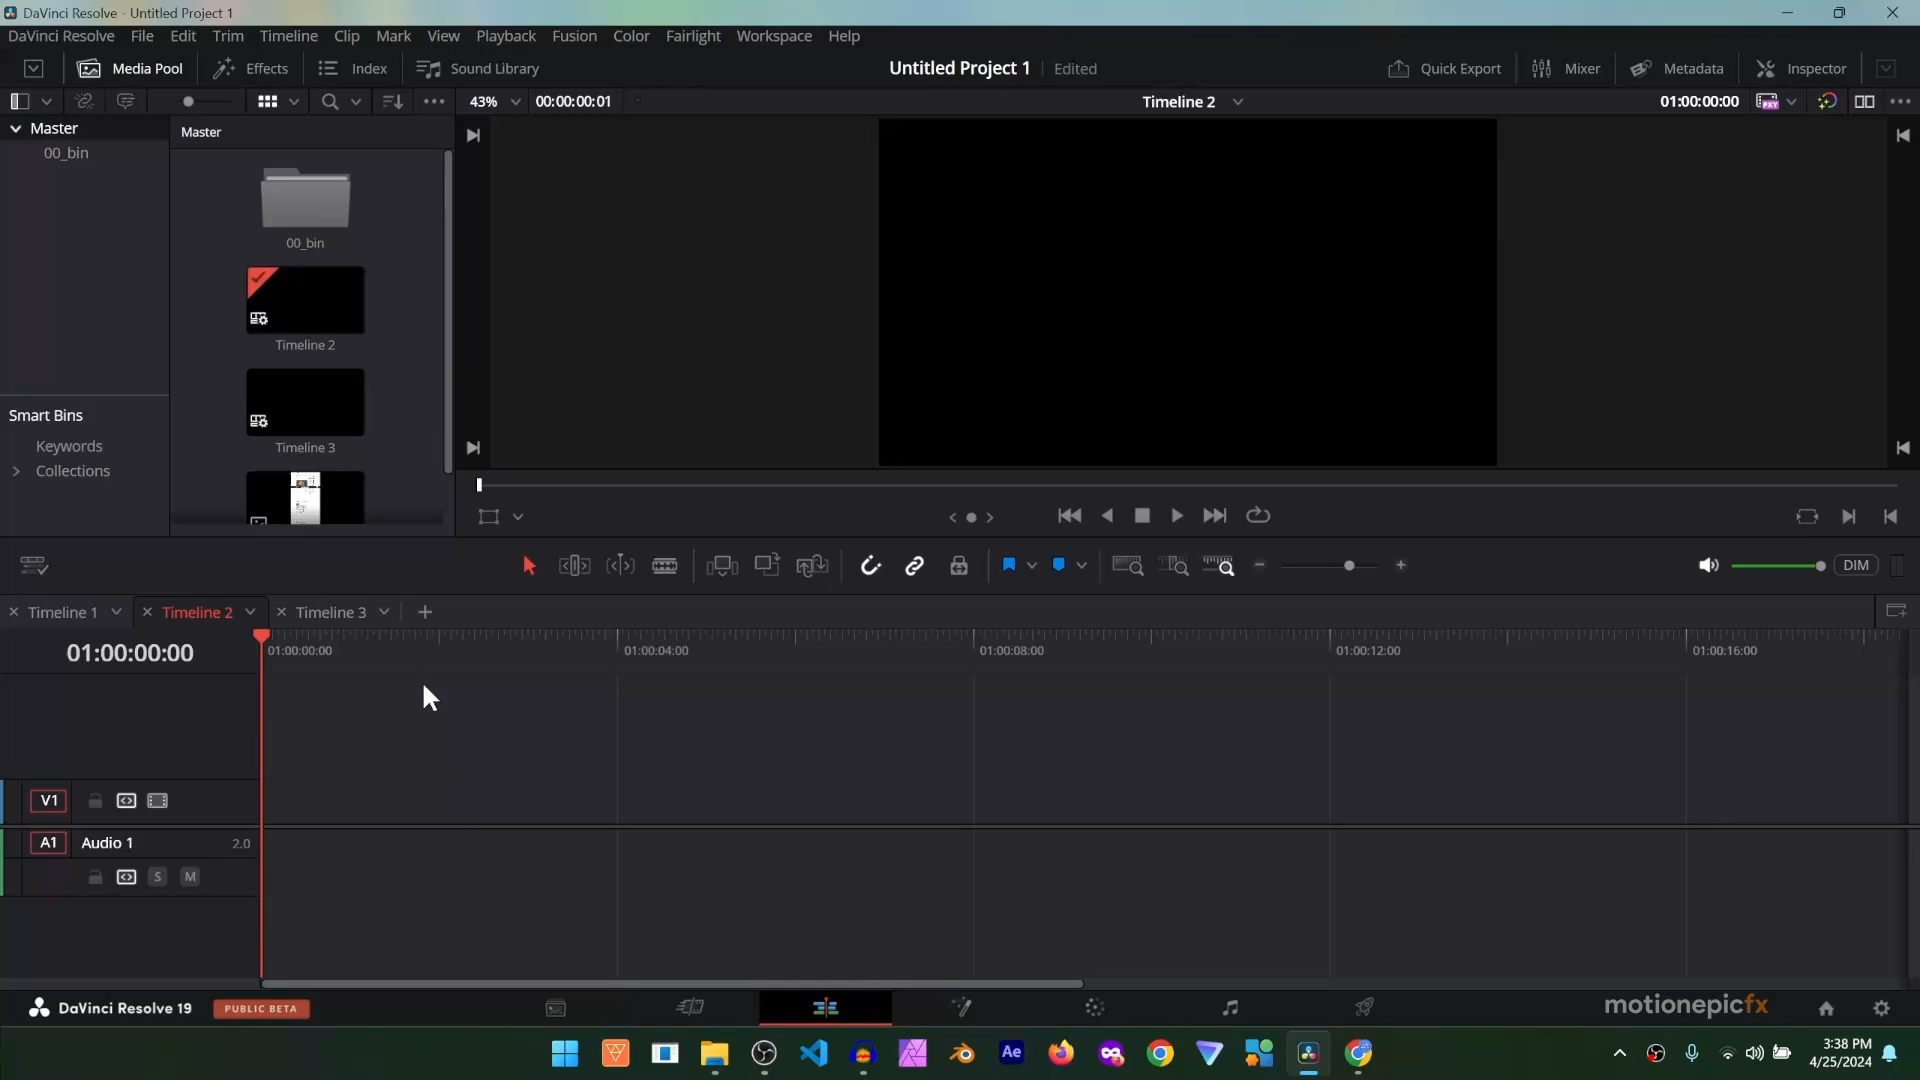 DaVinci Resolve - Untitled Project 1
DaVinci Resolve File Edit Trim Timeline Clip Mark View Playback Fusion Color Fairlight Workspace Help
Media Pool Effects Index Sound Library Untitled Project 1 Edited Quick Export Mixer Metadata Inspector
43% 00:00:00:01 Timeline 2 01:00:00:00 PXY
Master Master
00_bin
00_bin
Timeline 2
Smart Bins
Keywords Timeline 3
Collections
DIM
Timeline 1 Timeline 2 Timeline 3
01:00:00:00 01:00:00:00 01:00:04:00 01:00:08:00 01:00:12:00 01:00:16:00
V1
A1 Audio 1 2.0
S M
DaVinci Resolve 19 PUBLIC BETA motionepicfx
Ae 3:38 PM
4/25/2024